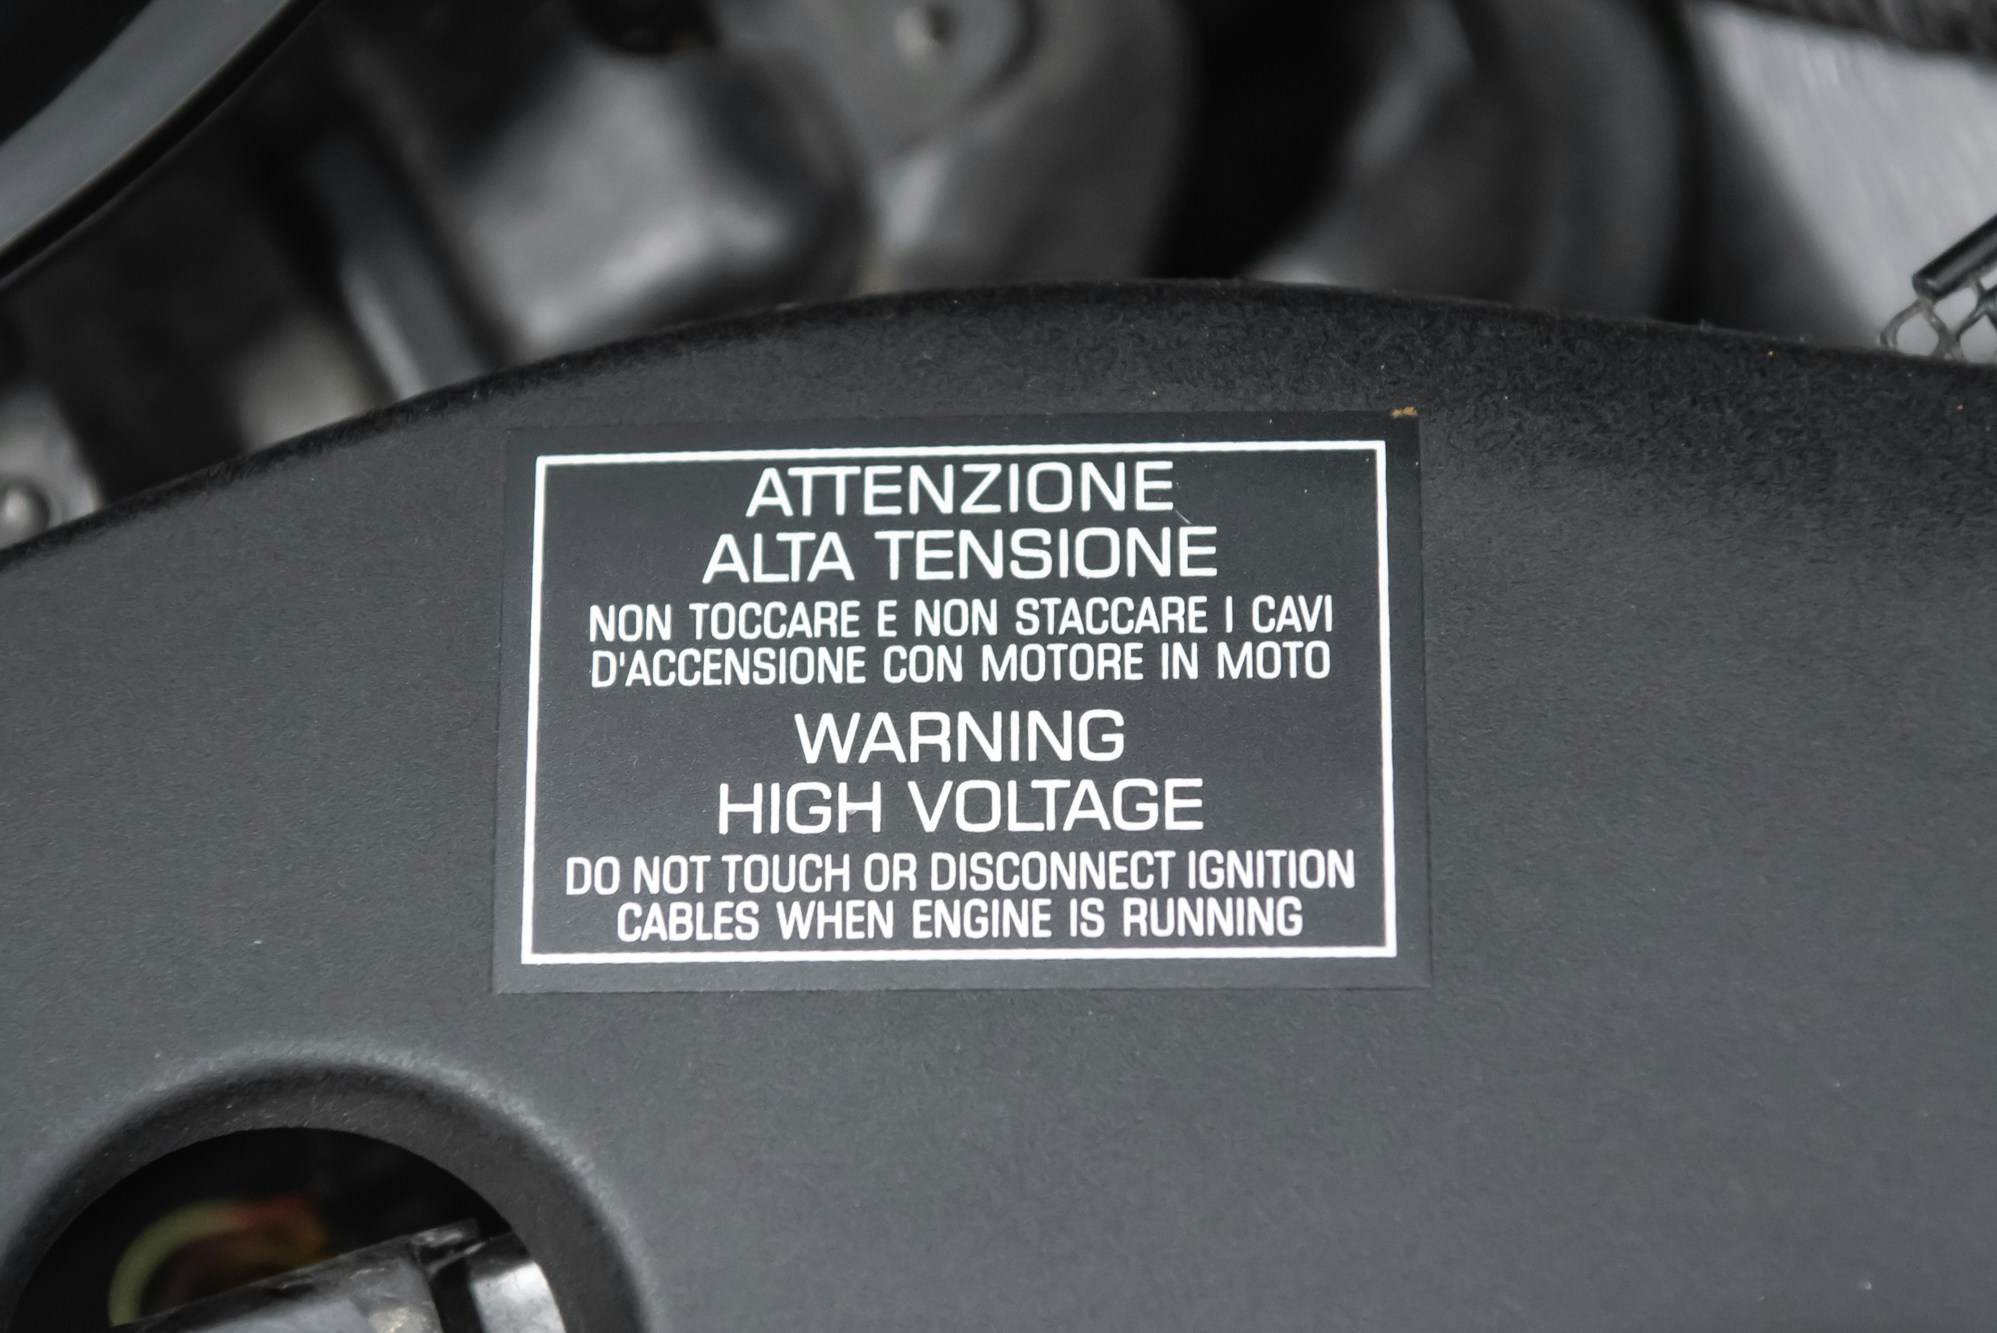 ATTENZIONE
ALTA TENSIONE
NON TOCCARE E NON STACCARE I CAVI
D'ACCENSIONE CON MOTORE IN MOTO
WARNING
HIGH VOLTAGE
DO NOT TOUCH OR DISCONNECT IGNITION
CABLES WHEN ENGINE IS RUNNING